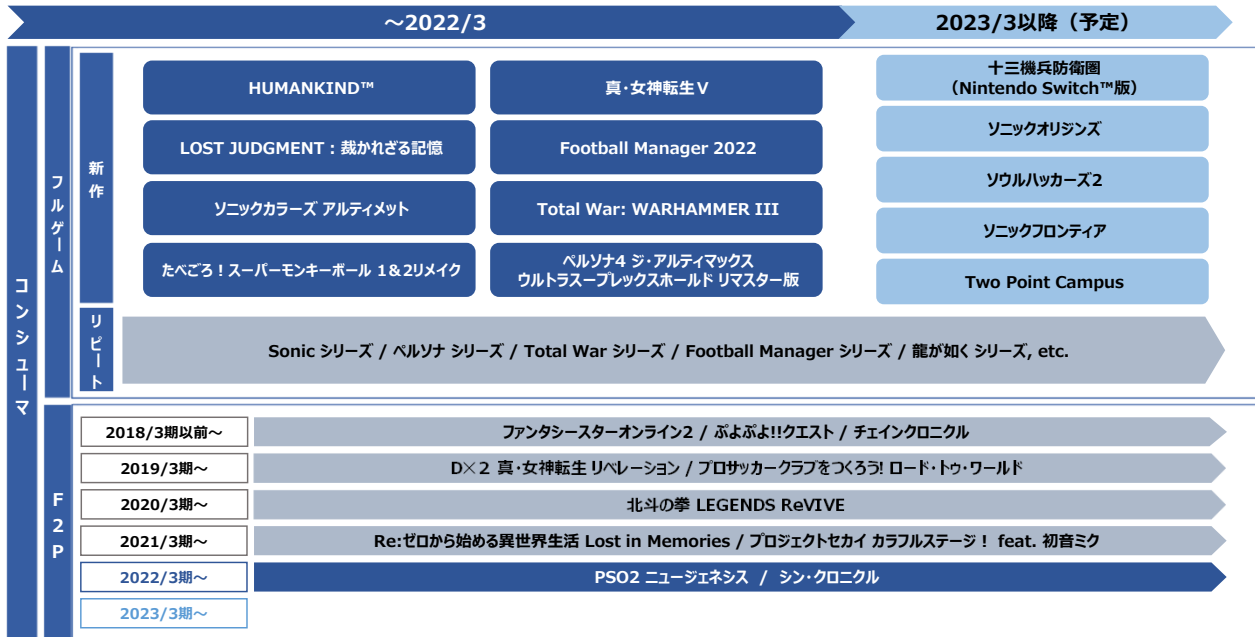 ～2022/3
2023/3以降（予定）
コンシューマ
フルゲーム
新作
HUMANKIND™
真・女神転生Ⅴ
LOST JUDGMENT：裁かれざる記憶
Football Manager 2022
ソニックカラーズ アルティメット
Total War: WARHAMMER III
たべごろ！スーパーモンキーボール 1＆2リメイク
ペルソナ4 ジ・アルティマックス
ウルトラスープレックスホールド リマスター版
十三機兵防衛圏
（Nintendo Switch™版）
ソニックオリジンズ
ソウルハッカーズ2
ソニックフロンティア
Two Point Campus
リピート
Sonic シリーズ / ペルソナ シリーズ / Total War シリーズ / Football Manager シリーズ / 龍が如く シリーズ, etc.
F2P
2018/3期以前～
ファンタシースターオンライン2 / ぷよぷよ!!クエスト / チェインクロニクル
2019/3期～
D×２ 真・女神転生 リベレーション / プロサッカークラブをつくろう! ロード・トゥ・ワールド
2020/3期～
北斗の拳 LEGENDS ReVIVE
2021/3期～
Re:ゼロから始める異世界生活 Lost in Memories / プロジェクトセカイ カラフルステージ！ feat. 初音ミク
2022/3期～
PSO2 ニュージェネシス / シン・クロニクル
2023/3期～